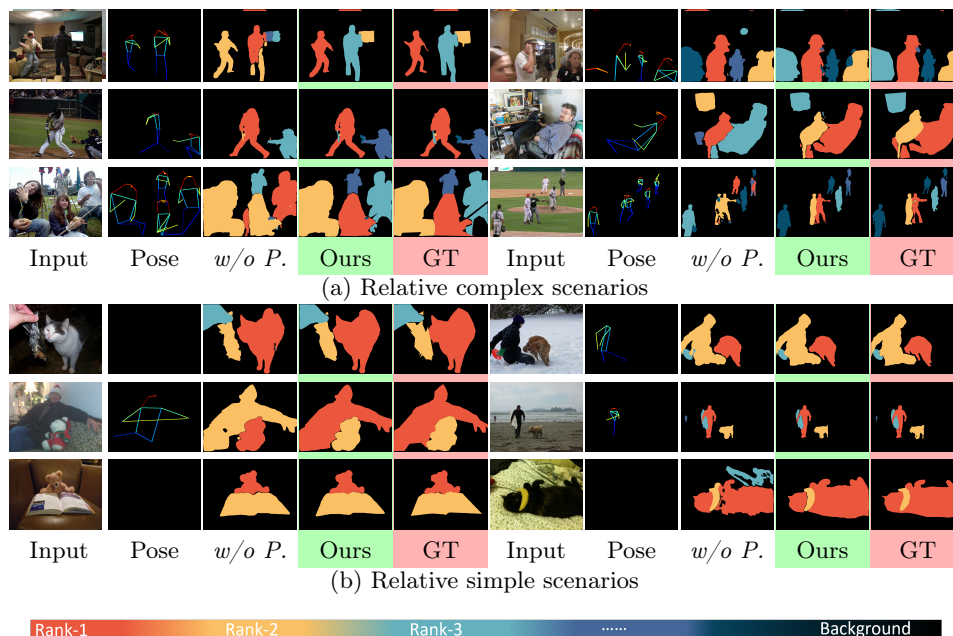 Input Pose w/o P. Ours GT Input Pose w/o P. Ours GT
(a) Relative complex scenarios
Input Pose w/o P. Ours GT Input Pose w/o P. Ours GT
(b) Relative simple scenarios
Rank-1 Rank-2 Rank-3 ...... Background